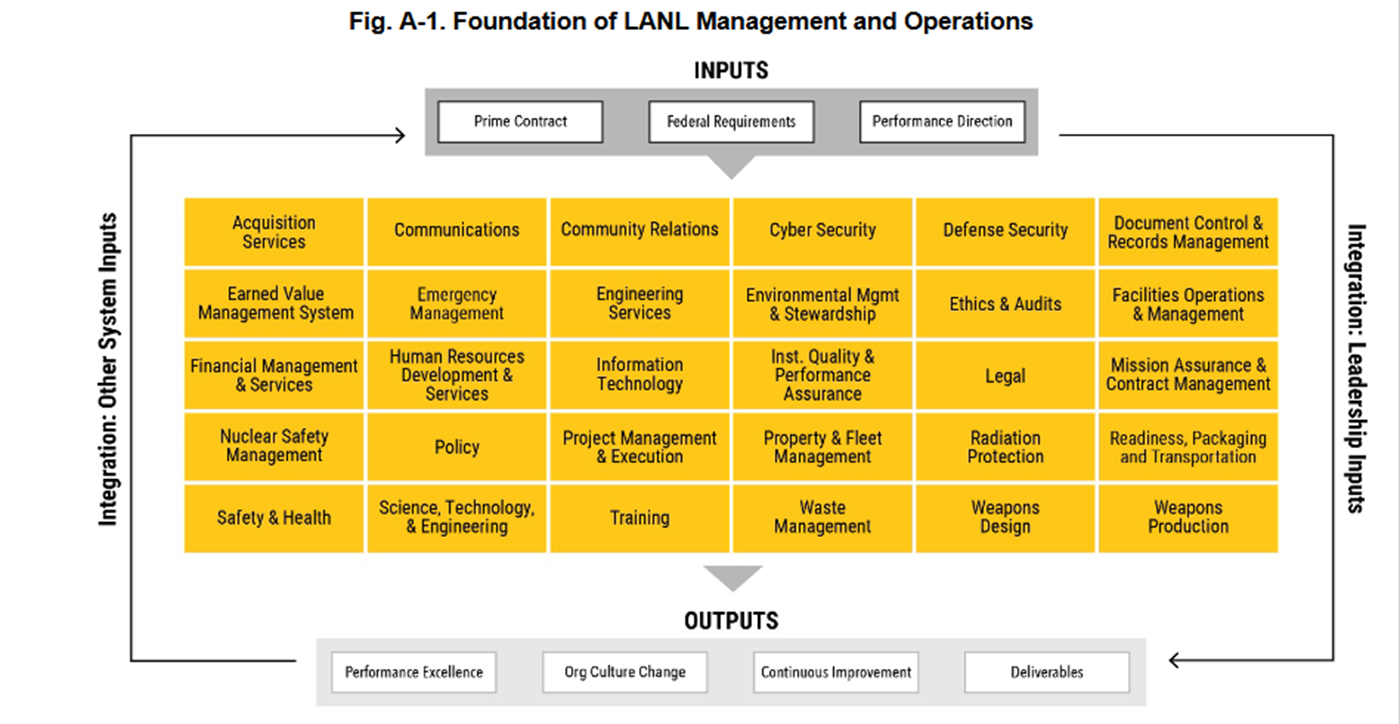 Fig. A-1. Foundation of LANL Management and Operations
INPUTS
Prime Contract
Federal Requirements
Performance Direction
Integration: Other System Inputs
Integration: Leadership Inputs
Acquisition
Services
Communications
Community Relations
Cyber Security
Defense Security
Document Control &
Records Management
Earned Value
Management System
Emergency
Management
Engineering
Services
Environmental Mgmt
& Stewardship
Ethics & Audits
Facilities Operations
& Management
Financial Management
& Services
Human Resources
Development &
Services
Information
Technology
Inst. Quality &
Performance
Assurance
Legal
Mission Assurance &
Contract Management
Nuclear Safety
Management
Policy
Project Management
& Execution
Property & Fleet
Management
Radiation
Protection
Readiness, Packaging
and Transportation
Safety & Health
Science, Technology,
& Engineering
Training
Waste
Management
Weapons
Design
Weapons
Production
OUTPUTS
Performance Excellence
Org Culture Change
Continuous Improvement
Deliverables